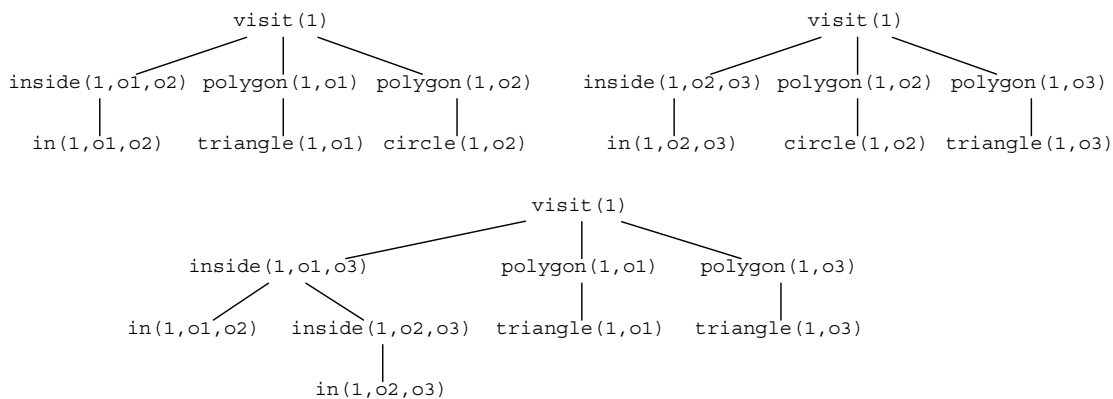 visit(1) visit(1)
inside(1,o1,o2) polygon(1,o1) polygon(1,o2) inside(1,o2,o3) polygon(1,o2) polygon(1,o3)
in(1,o1,o2) triangle(1,o1) circle(1,o2) in(1,o2,o3) circle(1,o2) triangle(1,o3)
visit(1)
inside(1,o1,o3) polygon(1,o1) polygon(1,o3)
in(1,o1,o2) inside(1,o2,o3) triangle(1,o1) triangle(1,o3)
in(1,o2,o3)